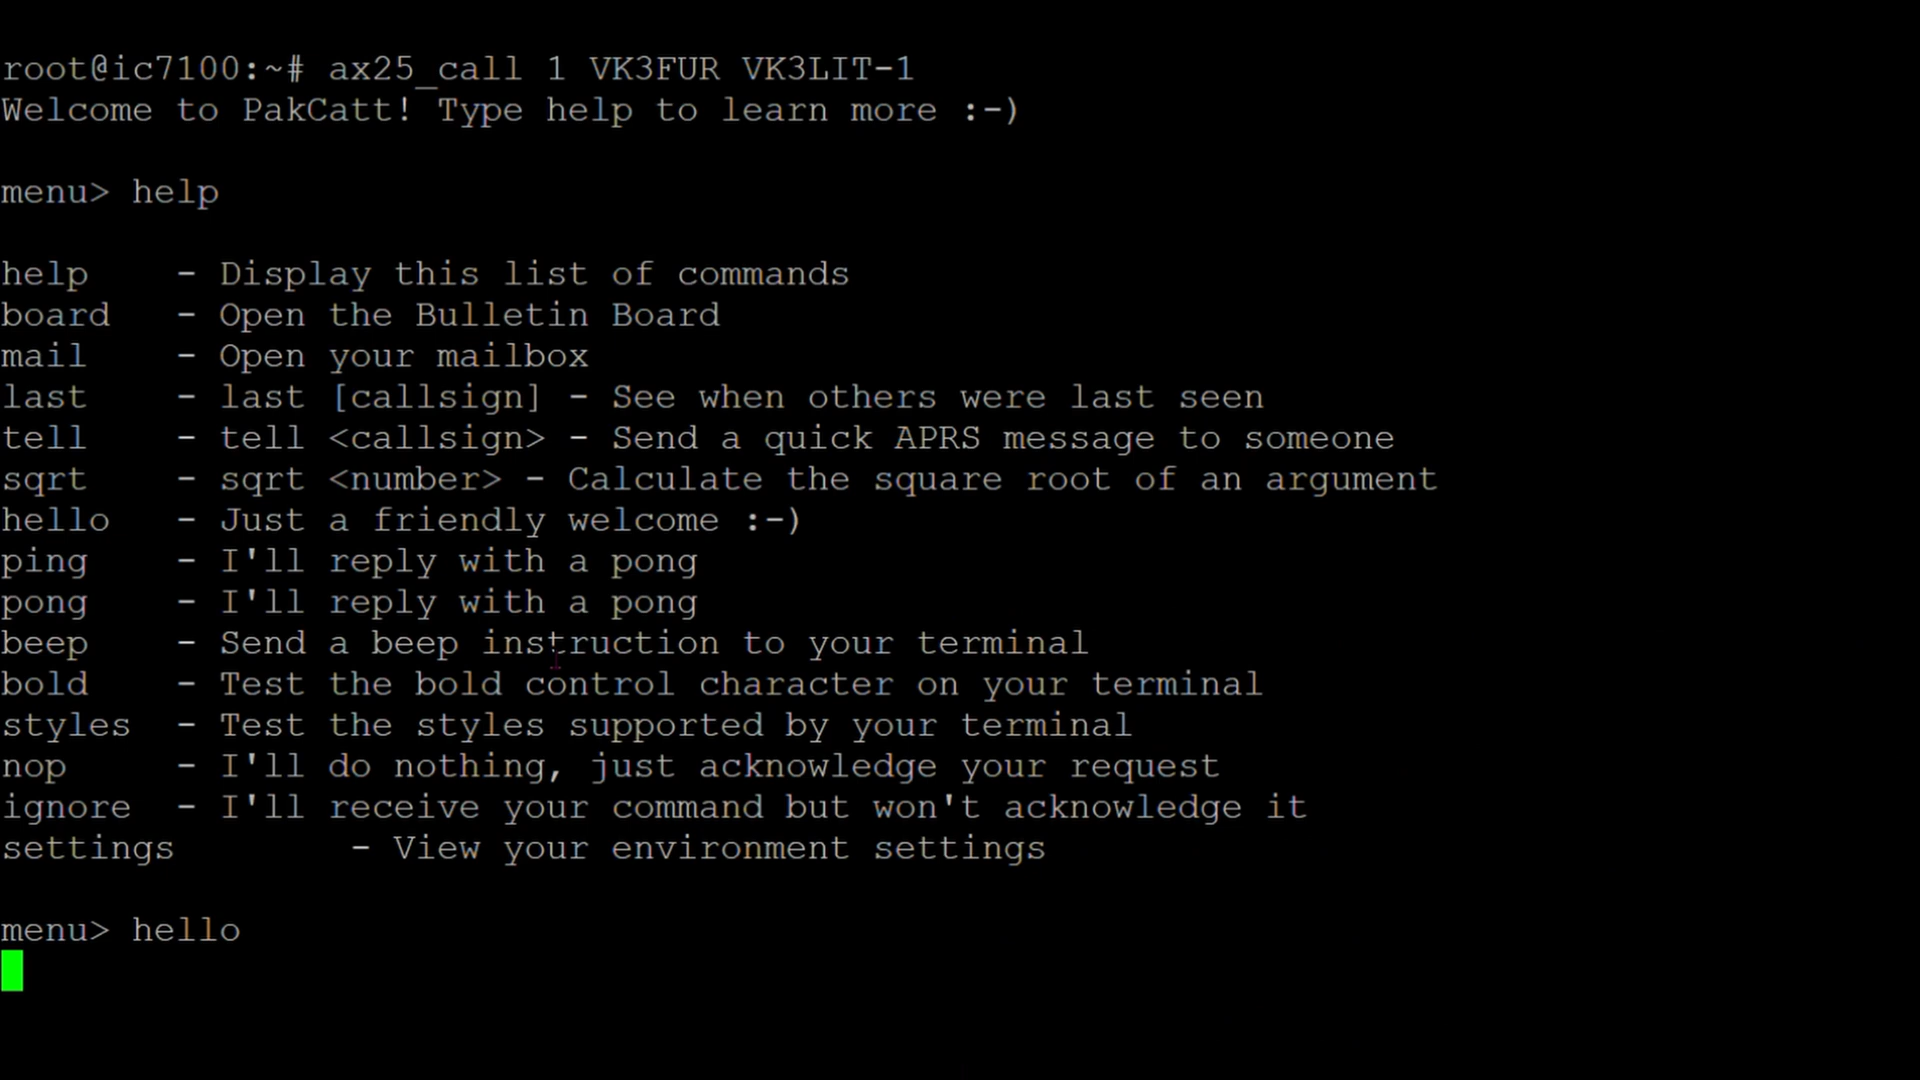 root@ic7100:~# ax25_call 1 VK3FUR VK3LIT-1
Welcome to PakCatt! Type help to learn more :-)
menu> help
help    - Display this list of commands
board   - Open the Bulletin Board
mail    - Open your mailbox
last    - last [callsign] - See when others were last seen
tell    - tell <callsign> - Send a quick APRS message to someone
sqrt    - sqrt <number> - Calculate the square root of an argument
hello   - Just a friendly welcome :-)
ping    - I'll reply with a pong
pong    - I'll reply with a pong
beep    - Send a beep instruction to your terminal
bold    - Test the bold control character on your terminal
styles  - Test the styles supported by your terminal
nop     - I'll do nothing, just acknowledge your request
ignore  - I'll receive your command but won't acknowledge it
settings        - View your environment settings
menu> hello